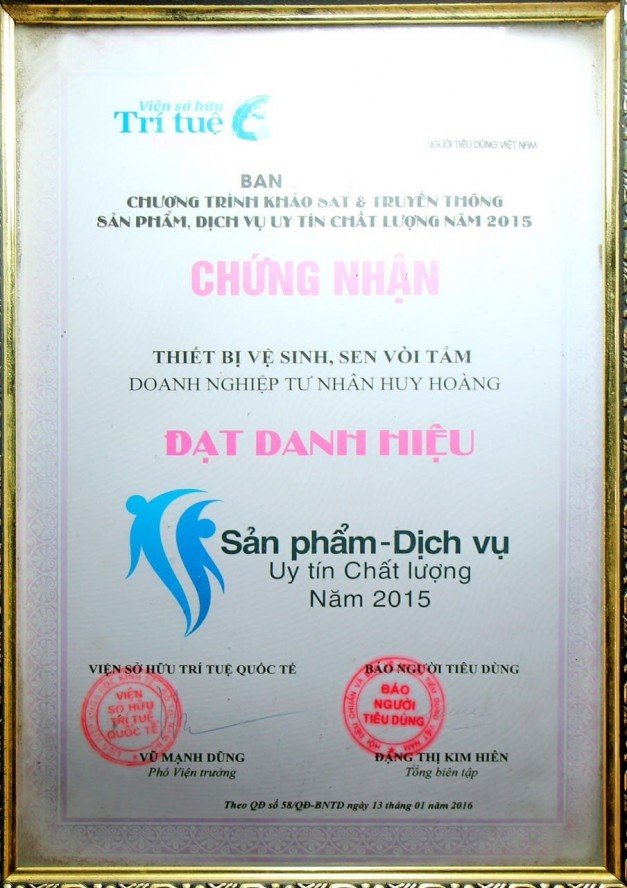 Viện sở hữu
Trí tuệ
NGƯỜI TIÊU DÙNG VIỆT NAM
BAN
CHƯƠNG TRÌNH KHẢO SÁT & TRUYỀN THÔNG
SẢN PHẨM, DỊCH VỤ UY TÍN CHẤT LƯỢNG NĂM 2015
CHỨNG NHẬN
THIẾT BỊ VỆ SINH, SEN VÒI TẮM
DOANH NGHIỆP TƯ NHÂN HUY HOÀNG
ĐẠT DANH HIỆU
Sản phẩm-Dịch vụ
Uy tín Chất lượng
Năm 2015
VIỆN SỞ HỮU TRÍ TUỆ QUỐC TẾ
BÁO NGƯỜI TIÊU DÙNG
VIỆN
SỞ HỮU
TRÍ TUỆ
QUỐC TẾ
BÁO
NGƯỜI
TIÊU DÙNG
VŨ MẠNH DŨNG
Phó Viện trưởng
ĐẶNG THỊ KIM HIỀN
Tổng biên tập
Theo QĐ số 58/QĐ-BNTD ngày 13 tháng 01 năm 2016